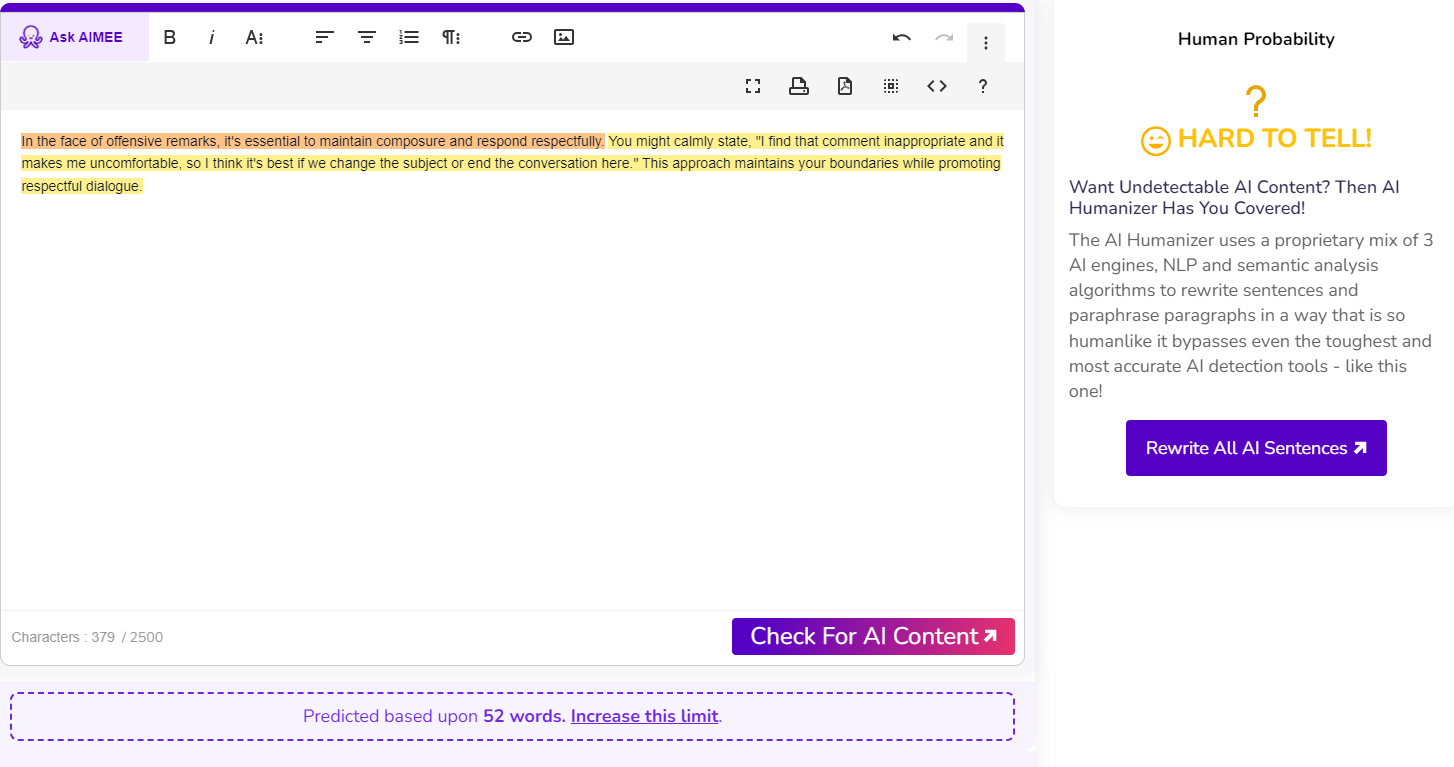 Ask AIMEE
B i A
?
In the face of offensive remarks, it's essential to maintain composure and respond respectfully. You might calmly state, "I find that comment inappropriate and it
makes me uncomfortable, so I think it's best if we change the subject or end the conversation here." This approach maintains your boundaries while promoting
respectful dialogue.
Characters : 379 / 2500
Check For AI Content
Predicted based upon 52 words. Increase this limit.
Human Probability
?
HARD TO TELL!
Want Undetectable AI Content? Then AI
Humanizer Has You Covered!
The AI Humanizer uses a proprietary mix of 3
AI engines, NLP and semantic analysis
algorithms to rewrite sentences and
paraphrase paragraphs in a way that is so
humanlike it bypasses even the toughest and
most accurate AI detection tools - like this
one!
Rewrite All AI Sentences